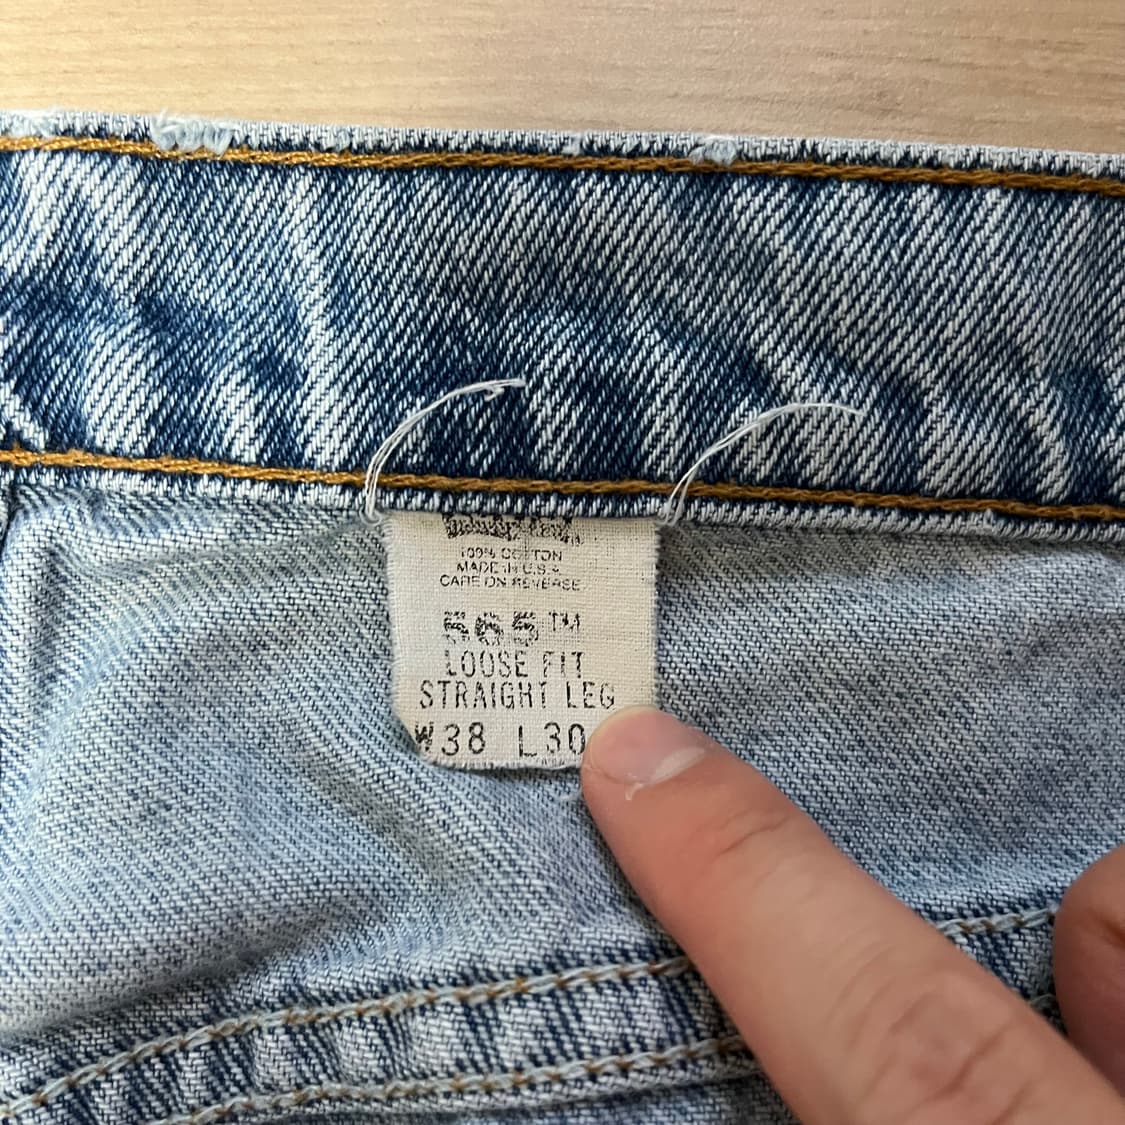 100% COTTON
MADE IN U.S.A.
CARE ON REVERSE
565™
LOOSE FIT
STRAIGHT LEG
W38 L30